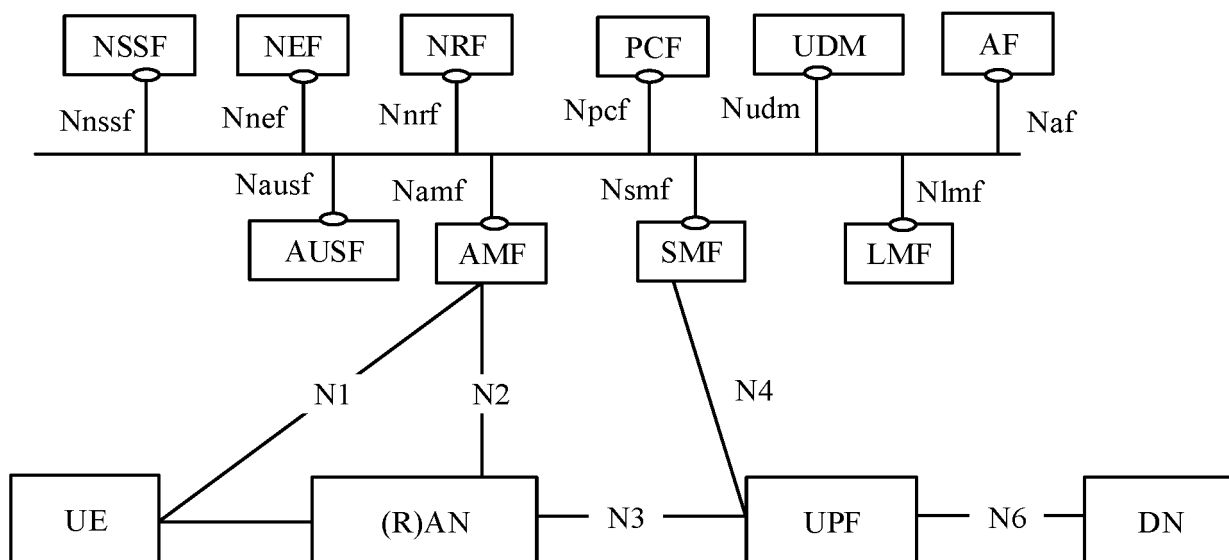 NSSF NEF NRF PCF UDM AF
Nnssf Nnef Nnrf Npcf Nudm Naf
Nausf Namf Nsmf Nlmf
AUSF AMF SMF LMF
N1 N2 N4
UE (R)AN N3 UPF N6 DN